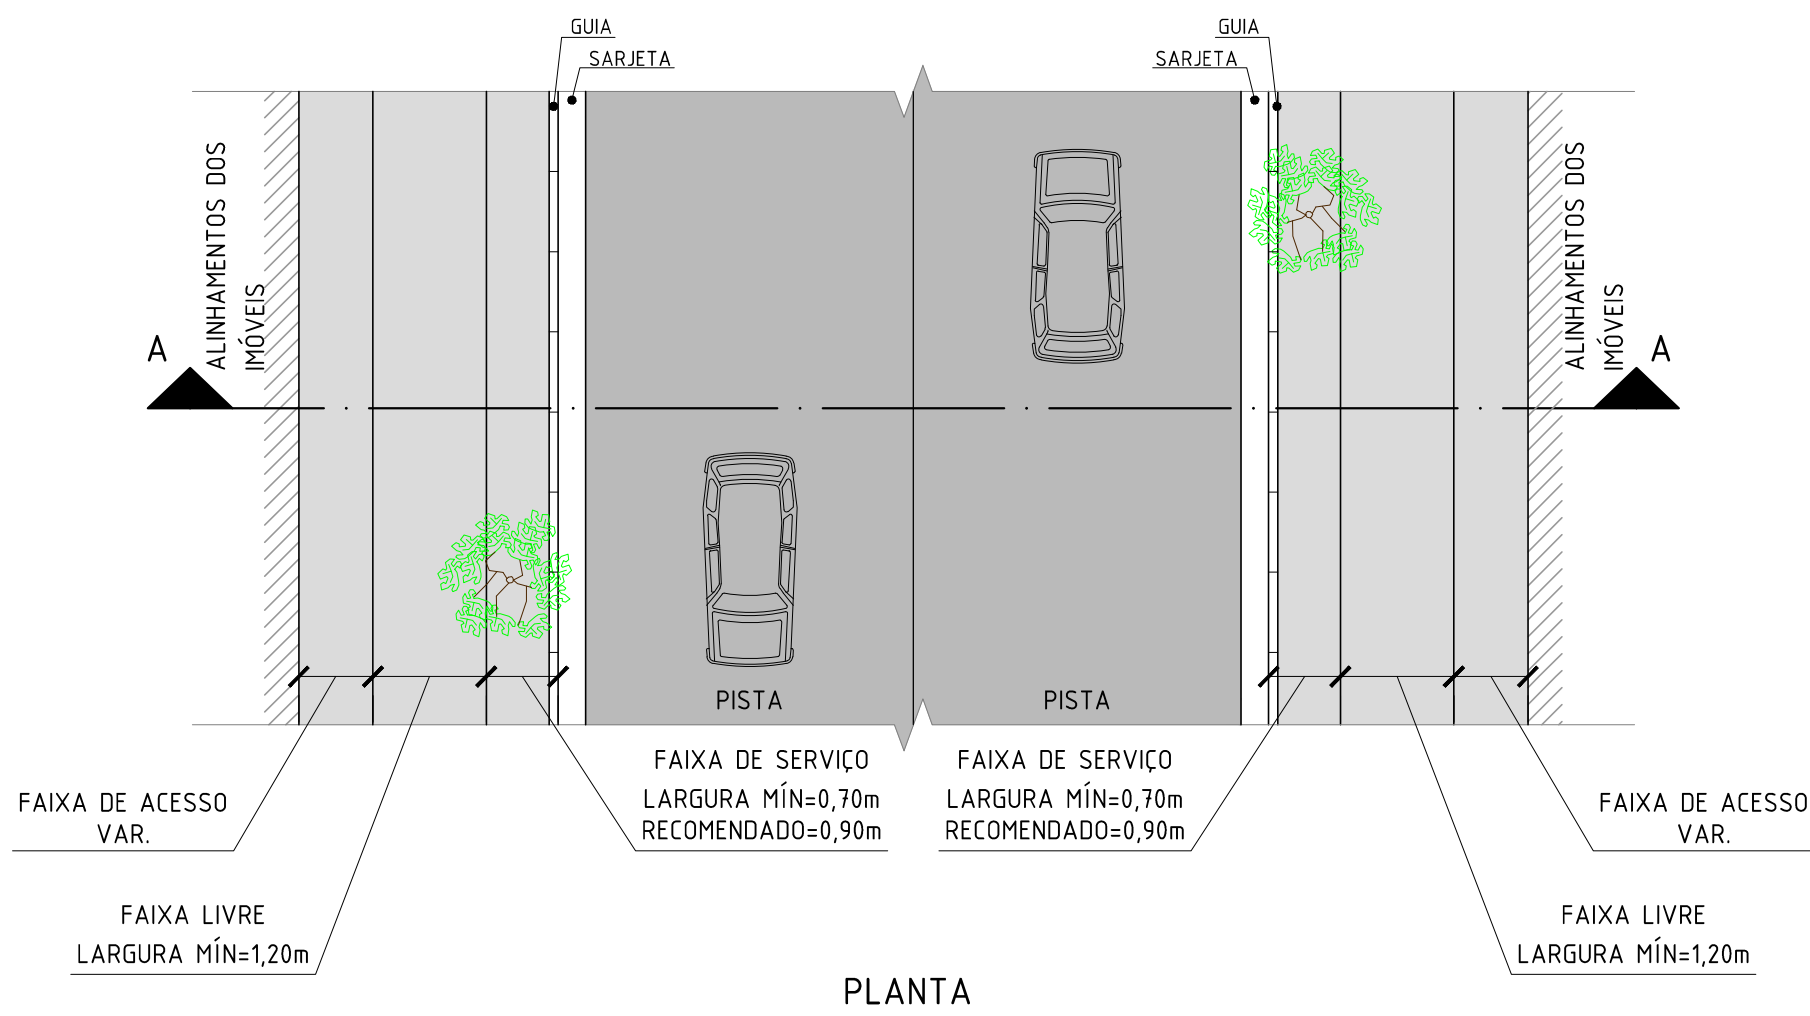 GUIA
SARJETA
GUIA
SARJETA
ALINHAMENTOS DOS
IMÓVEIS
ALINHAMENTOS DOS
IMÓVEIS
A
A
PISTA
PISTA
FAIXA DE SERVIÇO
LARGURA MÍN=0,70m
RECOMENDADO=0,90m
FAIXA DE SERVIÇO
LARGURA MÍN=0,70m
RECOMENDADO=0,90m
FAIXA DE ACESSO
VAR.
FAIXA DE ACESSO
VAR.
FAIXA LIVRE
LARGURA MÍN=1,20m
FAIXA LIVRE
LARGURA MÍN=1,20m
PLANTA